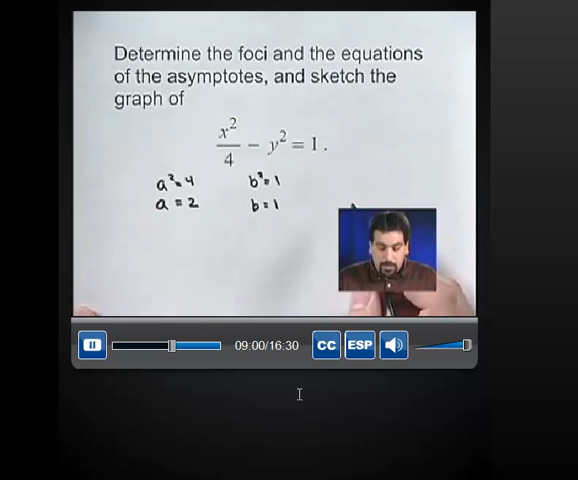 Determine the foci and the equations
of the asymptotes, and sketch the
graph of
x²/4 − y² = 1.
a² = 4 b² = 1
a = 2 b = 1
09:00/16:30 CC ESP